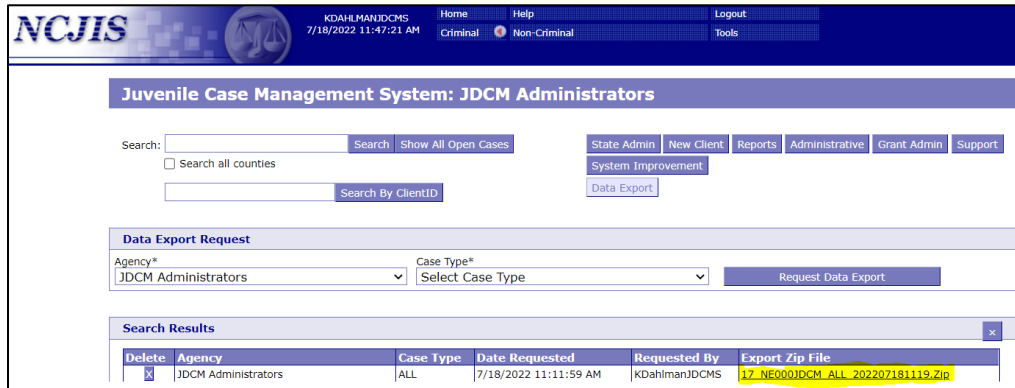 NCJIS
KDAHLMANJDCMS
7/18/2022 11:47:21 AM
Home Help Logout
Criminal Non-Criminal Tools
Juvenile Case Management System: JDCM Administrators
Search: Search Show All Open Cases
Search all counties
Search By ClientID
State Admin New Client Reports Administrative Grant Admin Support
System Improvement
Data Export
Data Export Request
Agency* Case Type*
JDCM Administrators Select Case Type Request Data Export
Search Results x
Delete Agency Case Type Date Requested Requested By Export Zip File
X JDCM Administrators ALL 7/18/2022 11:11:59 AM KDahlmanJDCMS 17_NE000JDCM_ALL_202207181119.Zip